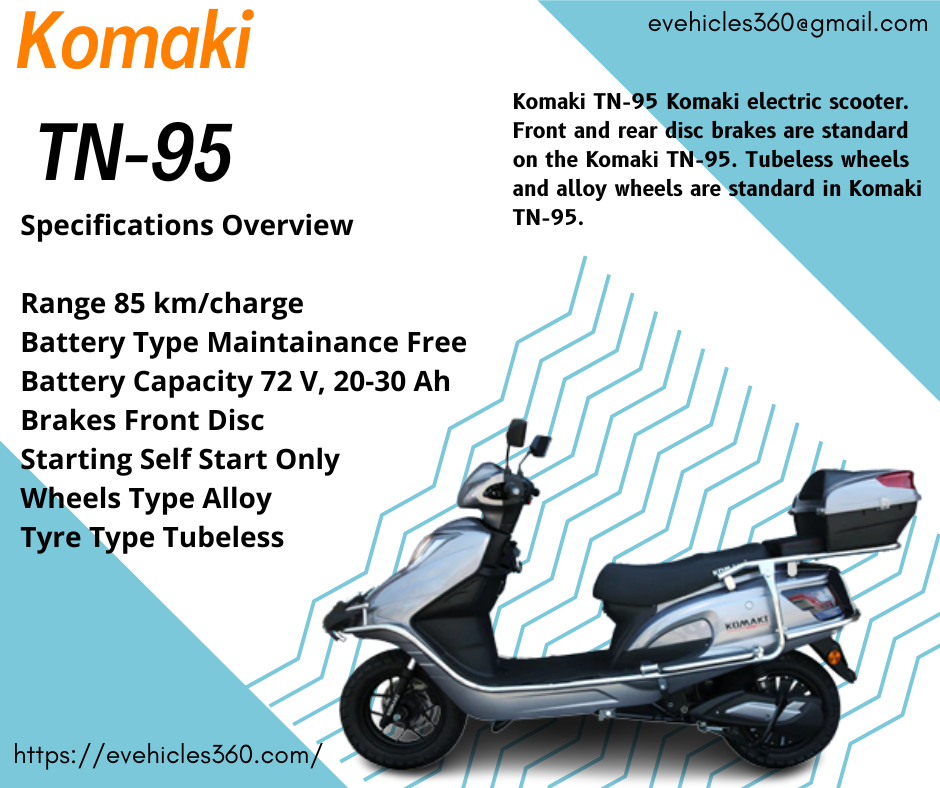 Komaki
evehicles360@gmail.com
TN-95
Komaki TN-95 Komaki electric scooter.
Front and rear disc brakes are standard
on the Komaki TN-95. Tubeless wheels
and alloy wheels are standard in Komaki
TN-95.
Specifications Overview
Range 85 km/charge
Battery Type Maintainance Free
Battery Capacity 72 V, 20-30 Ah
Brakes Front Disc
Starting Self Start Only
Wheels Type Alloy
Tyre Type Tubeless
KOMAKI
KOMAKI
https://evehicles360.com/